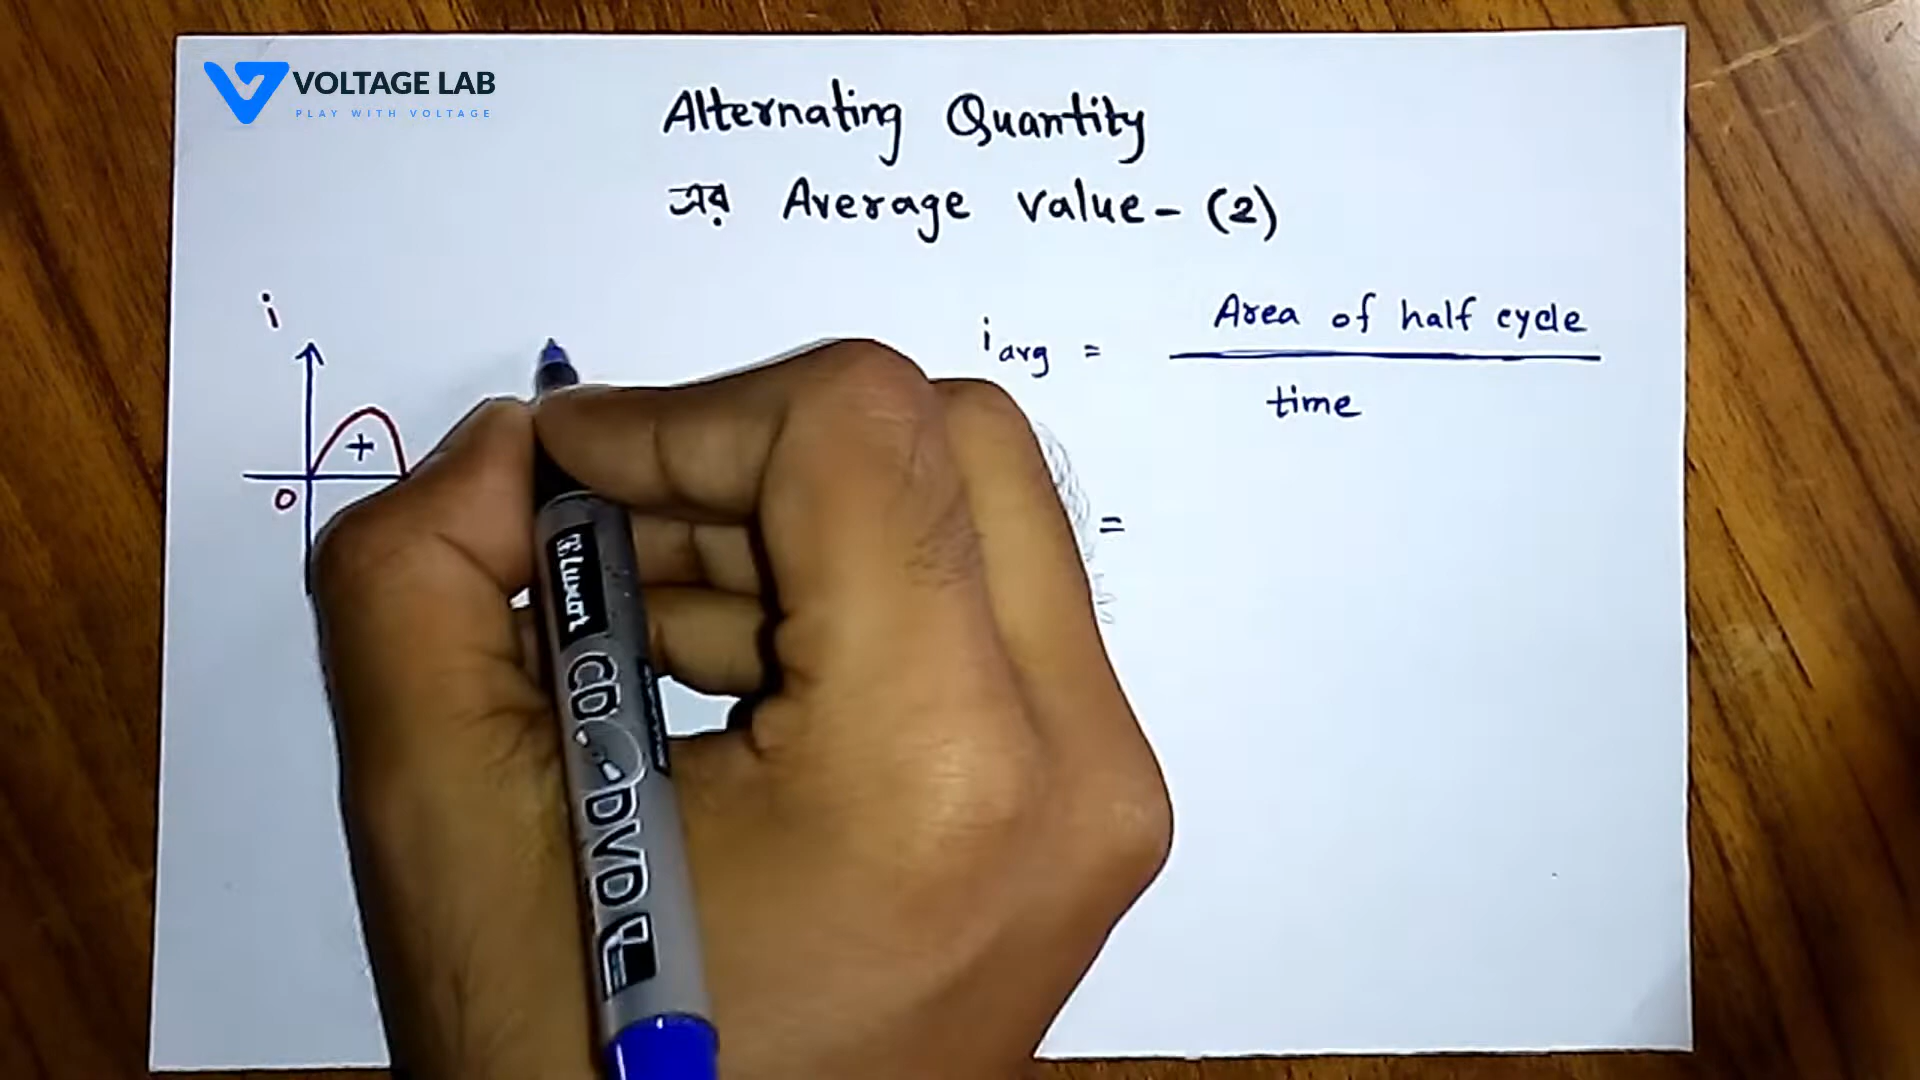 VOLTAGE LAB
PLAY WITH VOLTAGE
Alternating Quantity
এর Average value - (2)
i
+
0
i avg = Area of half cycle
time
=
Luxor
CD
DVD